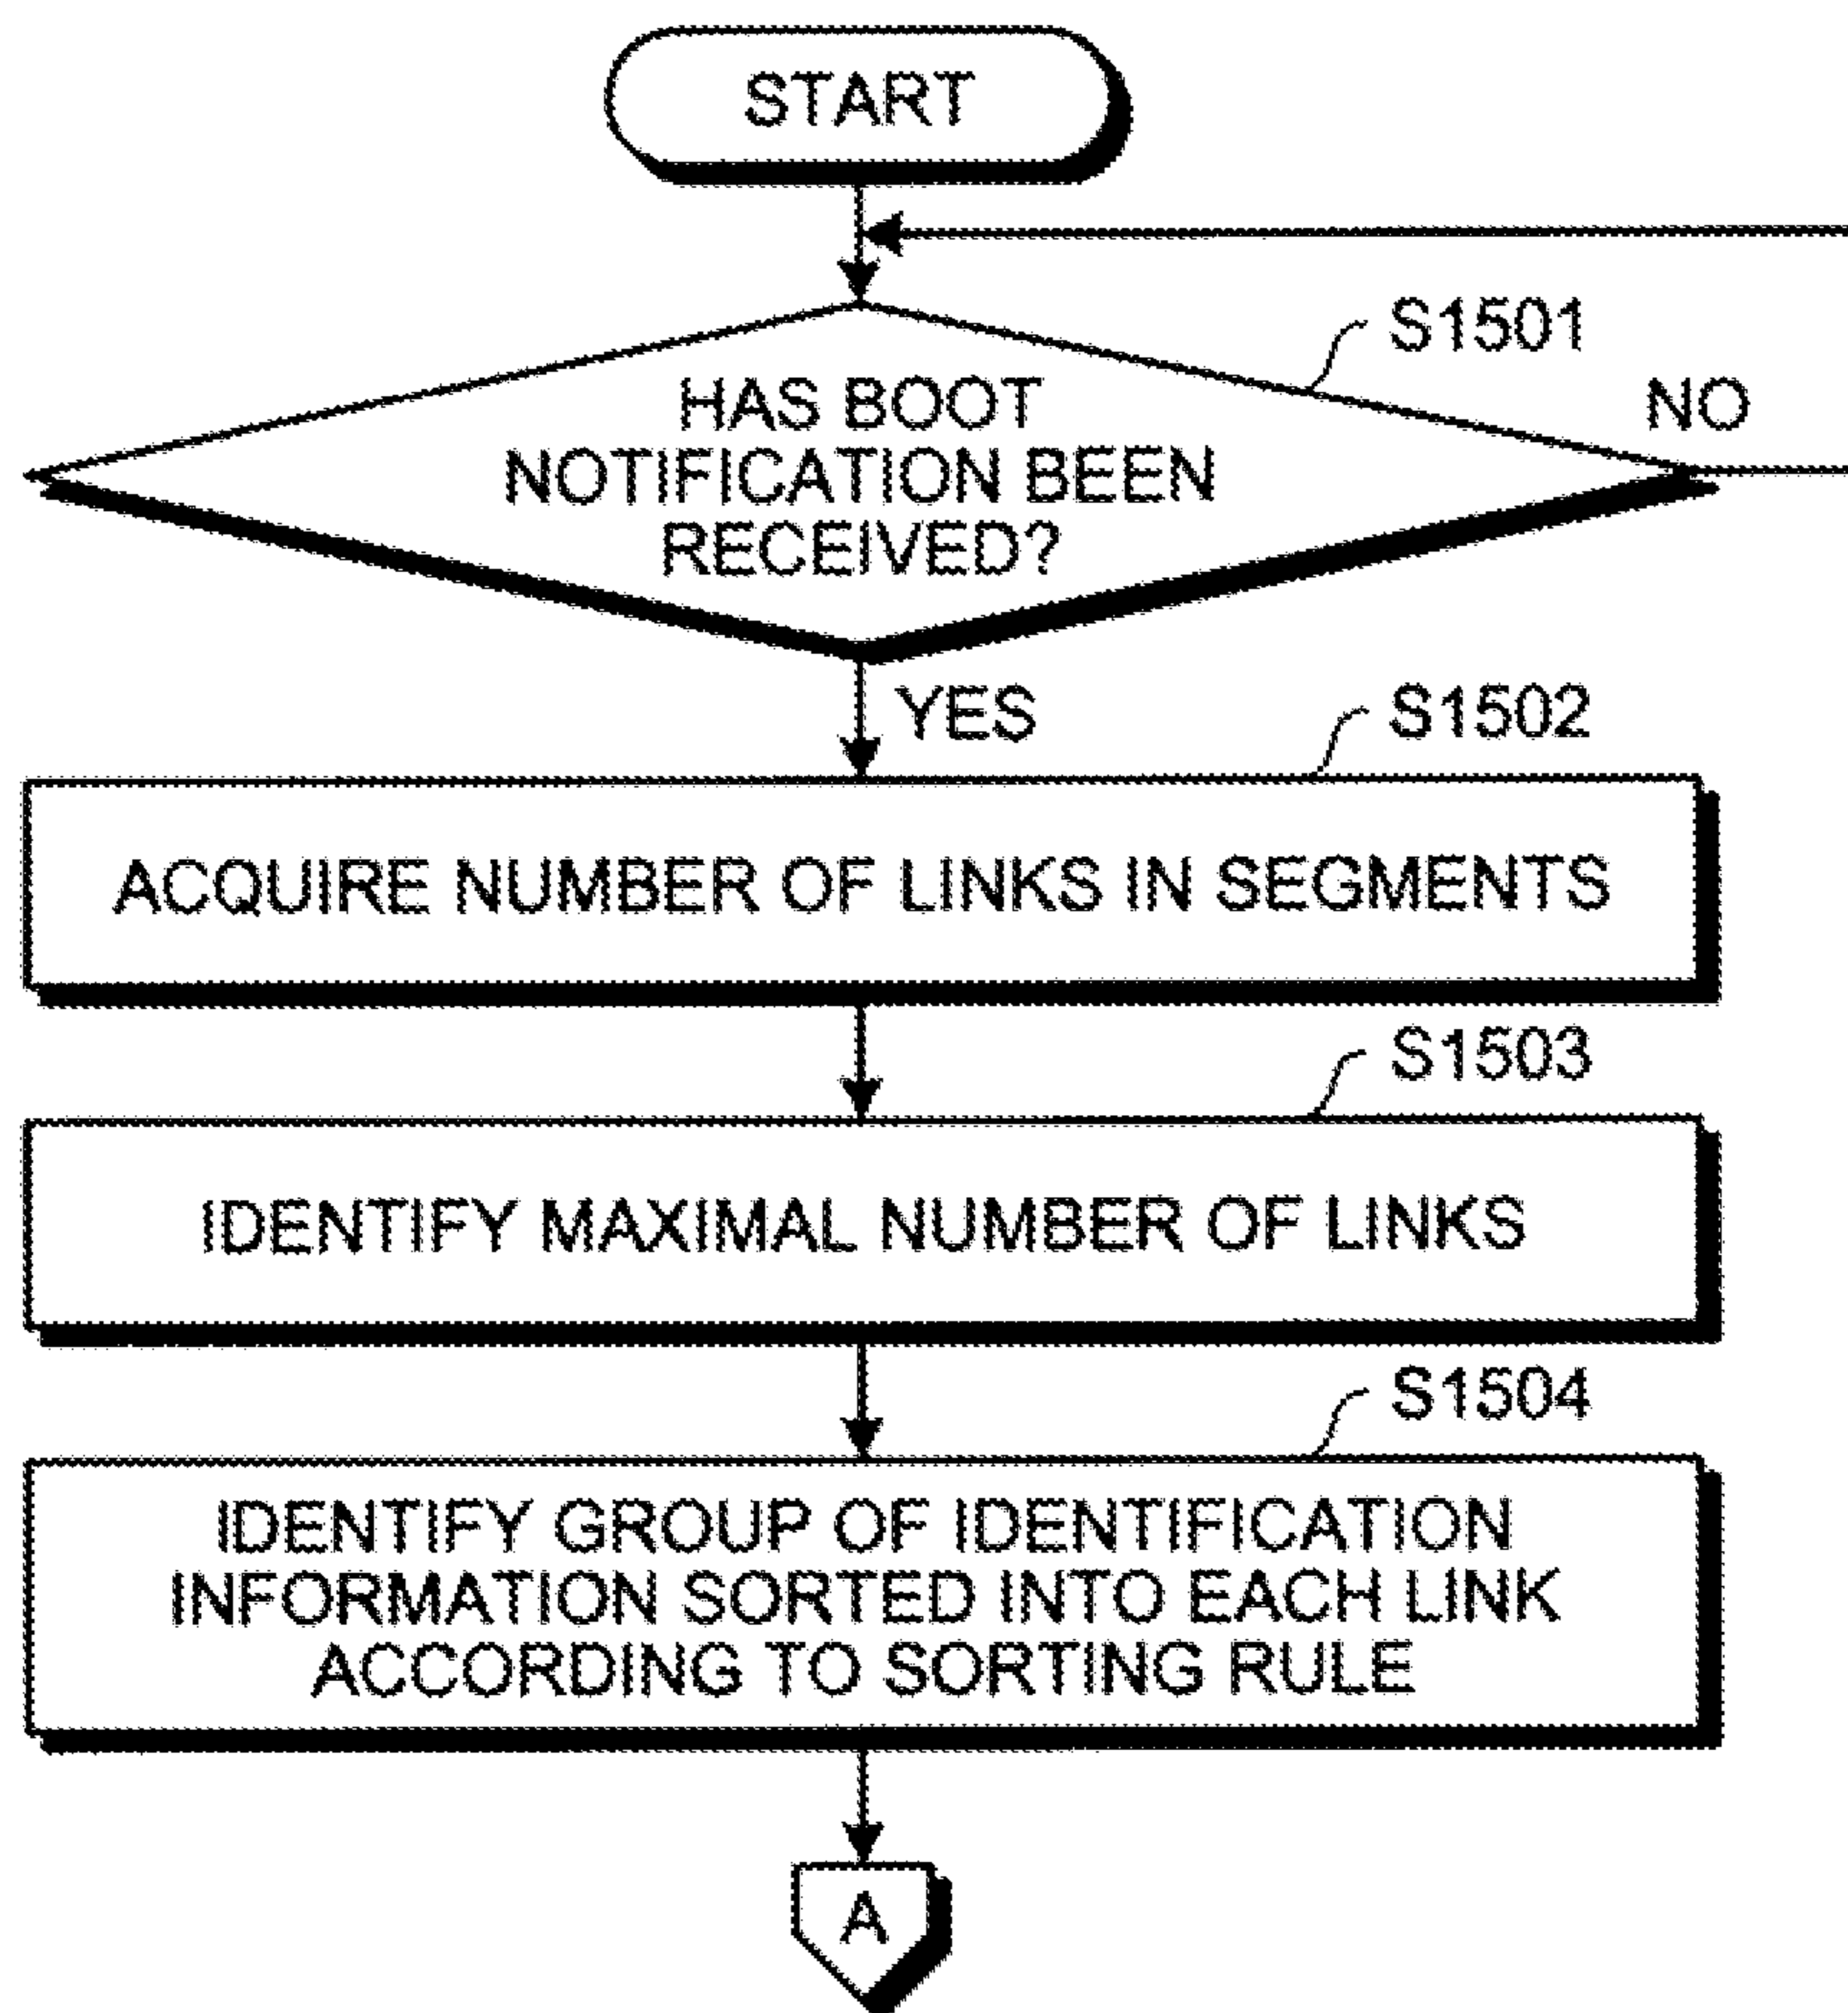 START
S1501
HAS BOOT
NOTIFICATION BEEN
RECEIVED?
NO
YES
S1502
ACQUIRE NUMBER OF LINKS IN SEGMENTS
S1503
IDENTIFY MAXIMAL NUMBER OF LINKS
S1504
IDENTIFY GROUP OF IDENTIFICATION
INFORMATION SORTED INTO EACH LINK
ACCORDING TO SORTING RULE
A